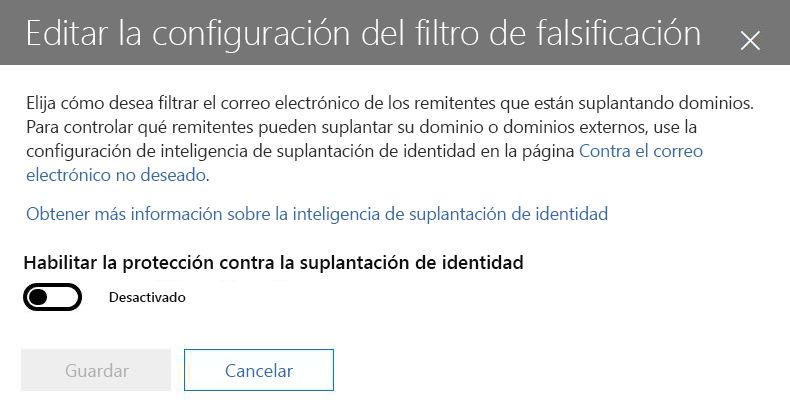 Editar la configuración del filtro de falsificación
Elija cómo desea filtrar el correo electrónico de los remitentes que están suplantando dominios.
Para controlar qué remitentes pueden suplantar su dominio o dominios externos, use la
configuración de inteligencia de suplantación de identidad en la página Contra el correo
electrónico no deseado.
Obtener más información sobre la inteligencia de suplantación de identidad
Habilitar la protección contra la suplantación de identidad
Desactivado
Guardar
Cancelar